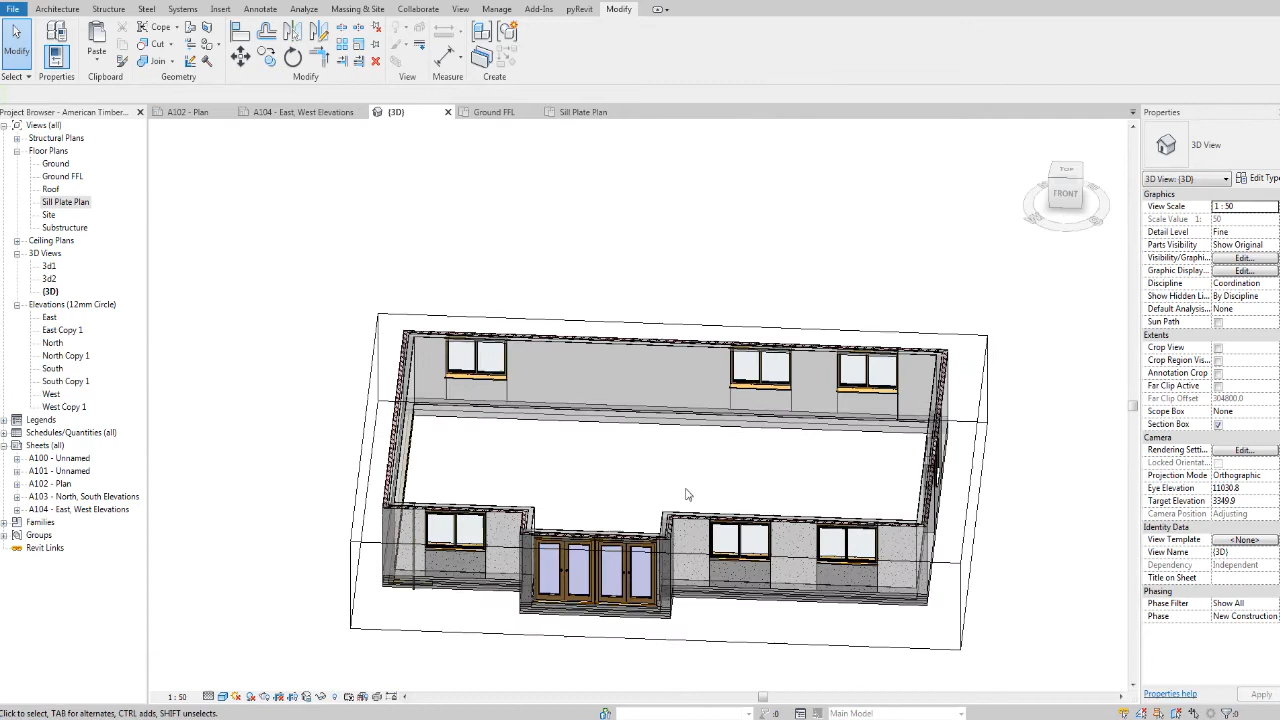 File Architecture Structure Steel Systems Insert Annotate Analyze Massing & Site Collaborate View Manage Add-Ins pyRevit Modify
Modify Paste Cope Cut Join
Select Properties Clipboard Geometry Modify View Measure Create
Project Browser - American Timber...
A102 - Plan A104 - East, West Elevations {3D} Ground FFL Sill Plate Plan
Properties
Views (all)
Structural Plans
Floor Plans
Ground
Ground FFL
Roof
Sill Plate Plan
Site
Substructure
Ceiling Plans
3D Views
3d1
3d2
{3D}
Elevations (12mm Circle)
East
East Copy 1
North
North Copy 1
South
South Copy 1
West
West Copy 1
Legends
Schedules/Quantities (all)
Sheets (all)
A100 - Unnamed
A101 - Unnamed
A102 - Plan
A103 - North, South Elevations
A104 - East, West Elevations
Families
Groups
Revit Links
TOP
FRONT
3D View
3D View: {3D} Edit Type
Graphics
View Scale 1 : 50
Scale Value 1: 50
Detail Level Fine
Parts Visibility Show Original
Visibility/Graphi... Edit...
Graphic Display... Edit...
Discipline Coordination
Show Hidden Li... By Discipline
Default Analysis... None
Sun Path
Extents
Crop View
Crop Region Vis...
Annotation Crop
Far Clip Active
Far Clip Offset 304800.0
Scope Box None
Section Box
Camera
Rendering Setti... Edit...
Locked Orientat...
Projection Mode Orthographic
Eye Elevation 11030.8
Target Elevation 3349.9
Camera Position Adjusting
Identity Data
View Template <None>
View Name {3D}
Dependency Independent
Title on Sheet
Phasing
Phase Filter Show All
Phase New Construction
Properties help Apply
1 : 50
Click to select, TAB for alternates, CTRL adds, SHIFT unselects.
:0 Main Model :0